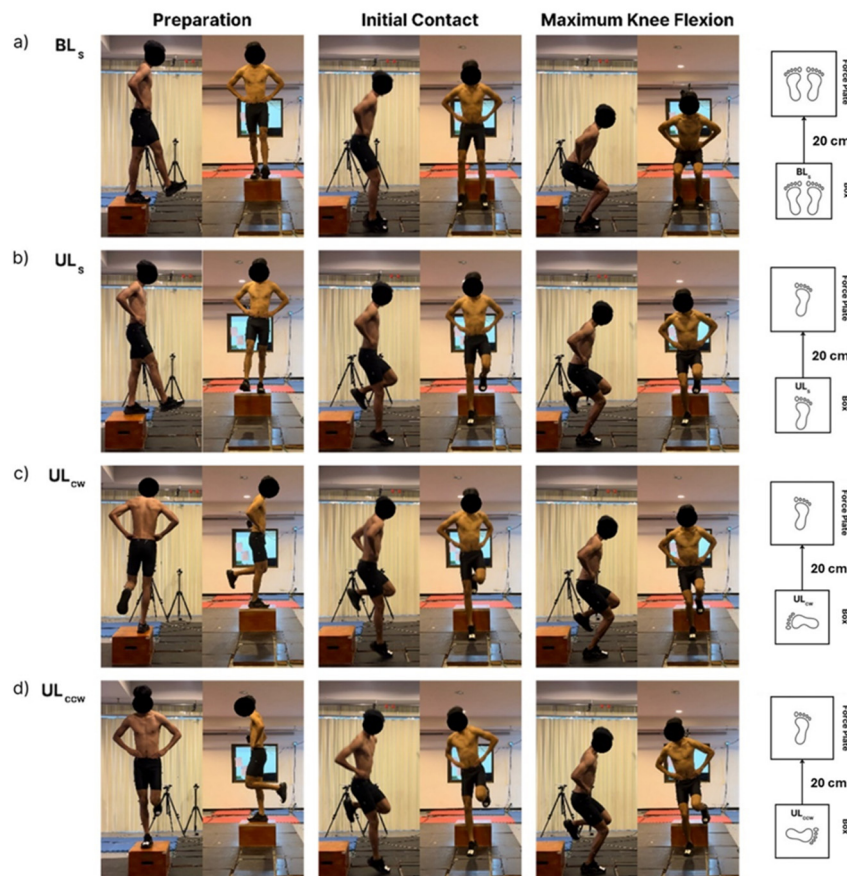 Preparation Initial Contact Maximum Knee Flexion
a) BLS
Force Plate
20 cm
BLS
Box
b) ULS
Force Plate
20 cm
ULS
Box
c) ULCW
Force Plate
20 cm
ULCW
Box
d) ULCCW
Force Plate
20 cm
ULCCW
Box